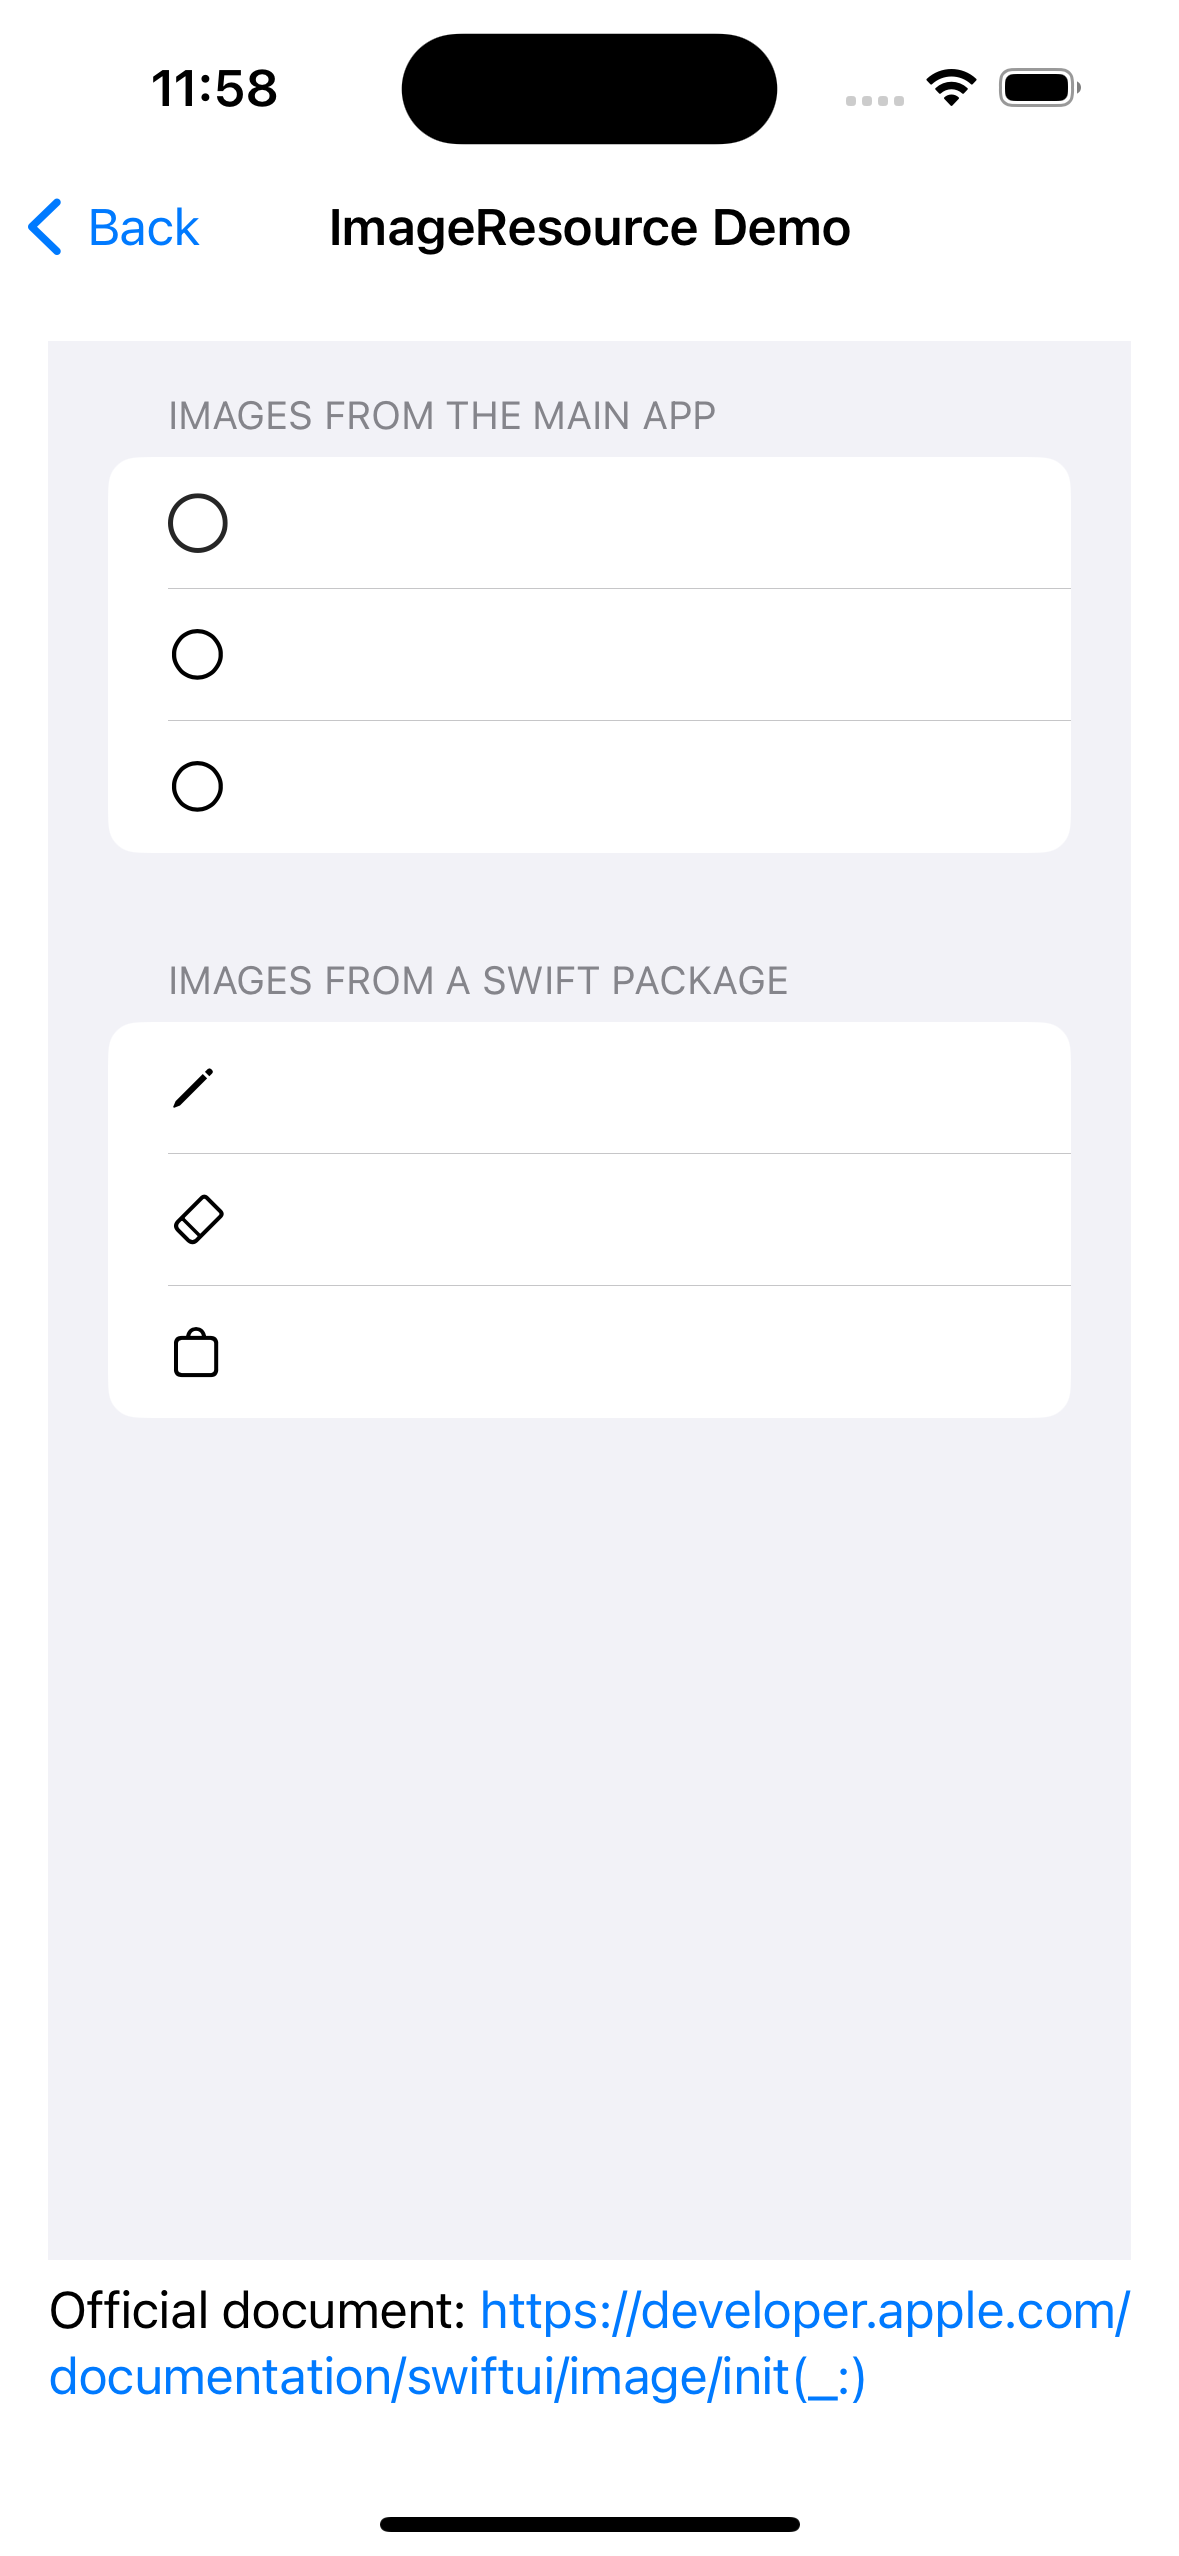 11:58
Back
ImageResource Demo
IMAGES FROM THE MAIN APP
IMAGES FROM A SWIFT PACKAGE
Official document: https://developer.apple.com/
documentation/swiftui/image/init(_:)